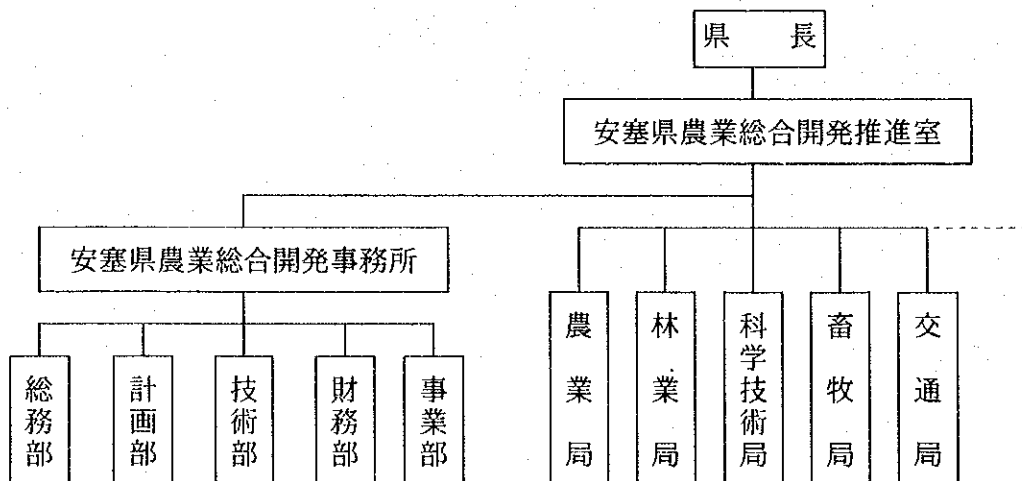 県 長
安塞県農業総合開発推進室
安塞県農業総合開発事務所
農業局
林業局
科学技術局
畜牧局
交通局
総務部
計画部
技術部
財務部
事業部